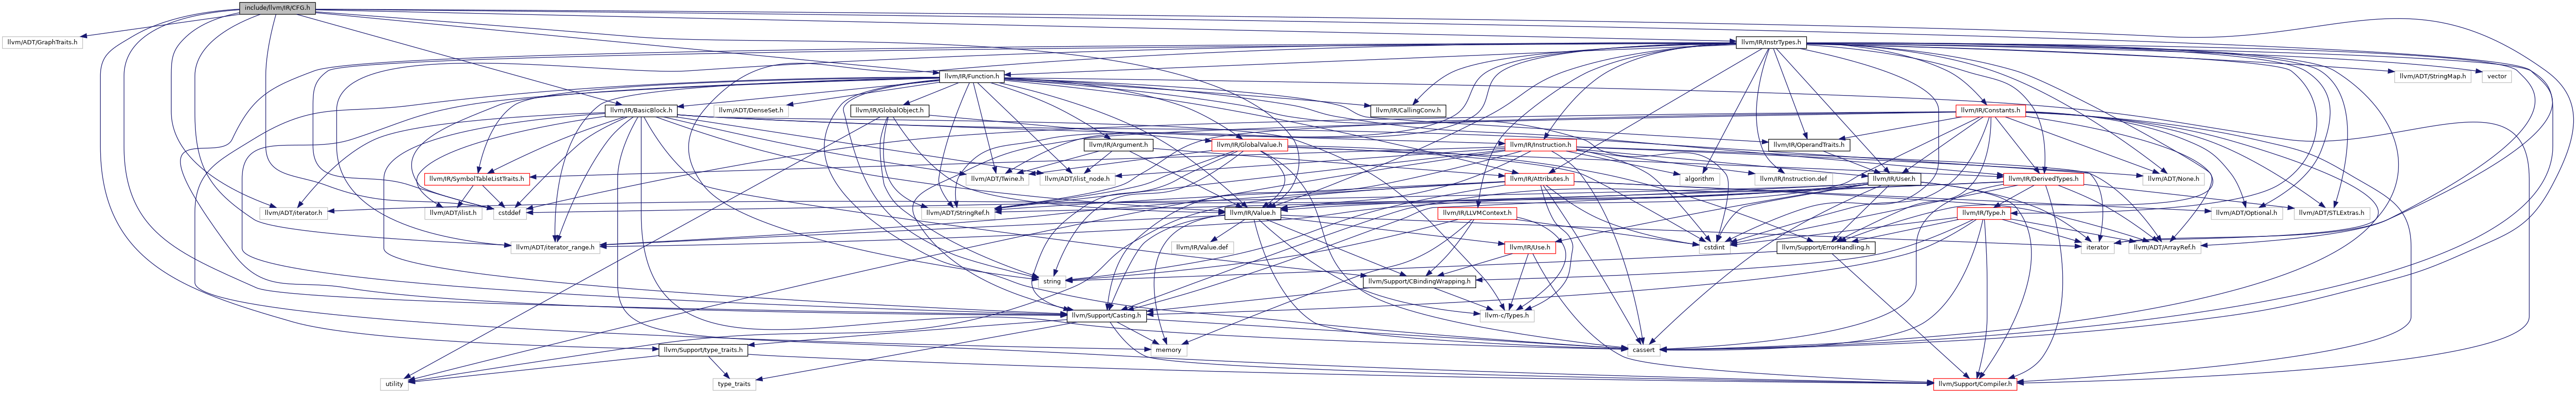 include/llvm/IR/CFG.h
llvm/ADT/GraphTraits.h
llvm/IR/InstrTypes.h
llvm/IR/Function.h
llvm/ADT/StringMap.h
vector
llvm/IR/BasicBlock.h
llvm/ADT/DenseSet.h
llvm/IR/GlobalObject.h
llvm/IR/CallingConv.h
llvm/IR/Constants.h
llvm/IR/Argument.h
llvm/IR/GlobalValue.h
llvm/IR/Instruction.h
llvm/IR/OperandTraits.h
llvm/IR/SymbolTableListTraits.h
llvm/ADT/Twine.h
llvm/ADT/ilist_node.h
llvm/IR/Attributes.h
algorithm
llvm/IR/Instruction.def
llvm/IR/User.h
llvm/IR/DerivedTypes.h
llvm/ADT/None.h
llvm/ADT/iterator.h
llvm/ADT/ilist.h
cstddef
llvm/ADT/StringRef.h
llvm/IR/Value.h
llvm/IR/LLVMContext.h
llvm/IR/Type.h
llvm/ADT/Optional.h
llvm/ADT/STLExtras.h
llvm/ADT/iterator_range.h
llvm/IR/Value.def
llvm/IR/Use.h
cstdint
llvm/Support/ErrorHandling.h
iterator
llvm/ADT/ArrayRef.h
string
llvm/Support/CBindingWrapping.h
llvm/Support/Casting.h
llvm-c/Types.h
llvm/Support/type_traits.h
memory
cassert
utility
type_traits
llvm/Support/Compiler.h